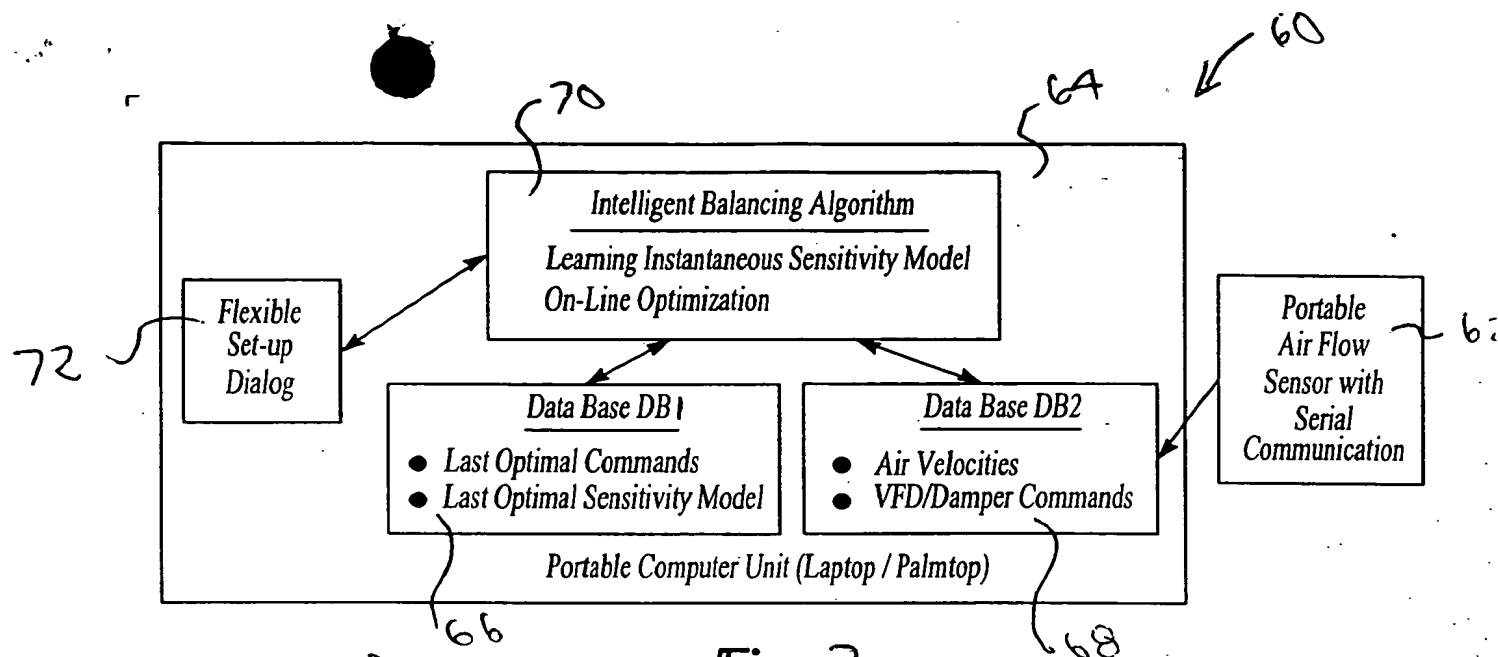 60
70
64
Intelligent Balancing Algorithm
Learning Instantaneous Sensitivity Model
On-Line Optimization
Flexible
Set-up
Dialog
72
Portable
Air Flow
Sensor with
Serial
Communication
Data Base DB1
● Last Optimal Commands
● Last Optimal Sensitivity Model
Data Base DB2
● Air Velocities
● VFD/Damper Commands
Portable Computer Unit (Laptop / Palmtop)
66
68